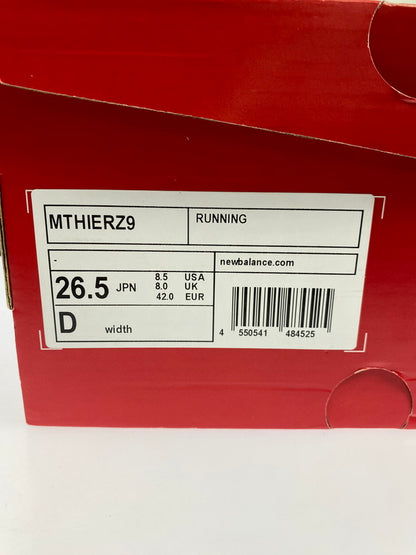 MTHIERZ9
RUNNING
-
newbalance.com
26.5 JPN
8.5 USA
8.0 UK
42.0 EUR
D width
4 550541 484525